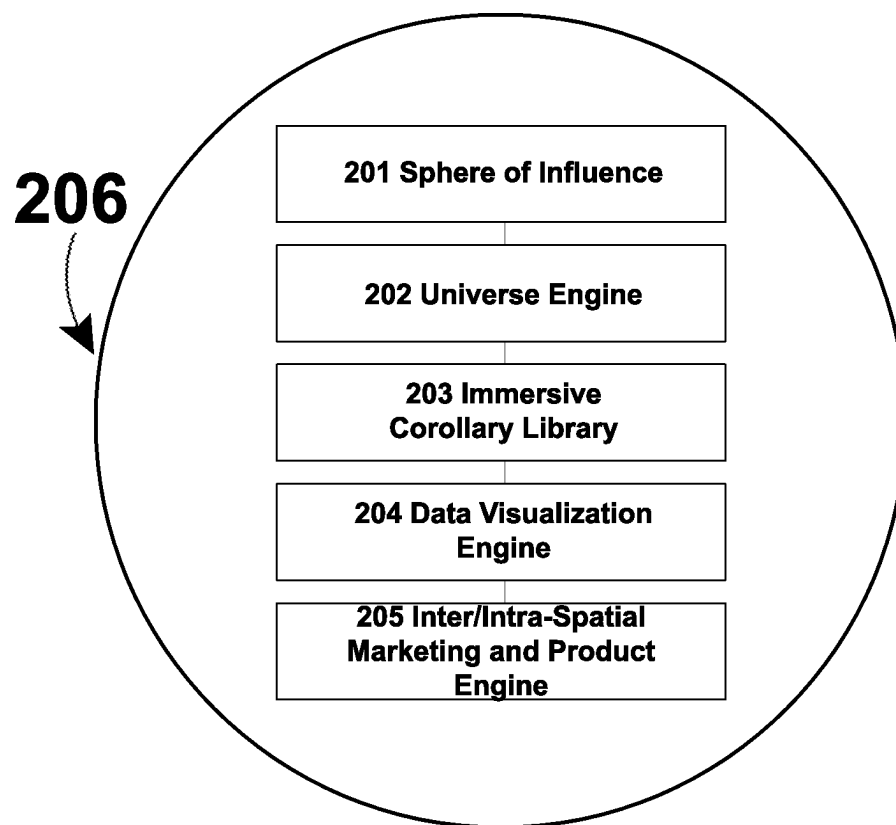 206
201 Sphere of Influence
202 Universe Engine
203 Immersive
Corollary Library
204 Data Visualization
Engine
205 Inter/Intra-Spatial
Marketing and Product
Engine